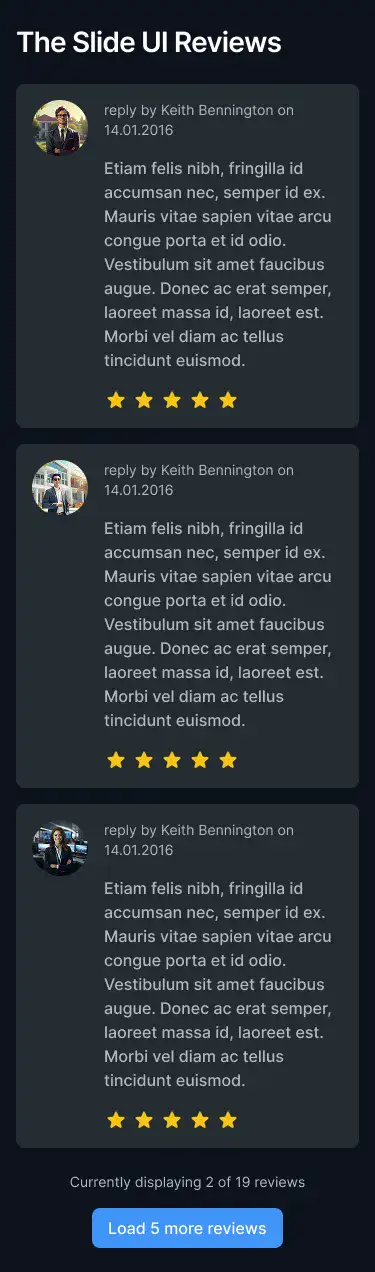 The Slide UI Reviews
reply by Keith Bennington on
14.01.2016
Etiam felis nibh, fringilla id
accumsan nec, semper id ex.
Mauris vitae sapien vitae arcu
congue porta et id odio.
Vestibulum sit amet faucibus
augue. Donec ac erat semper,
laoreet massa id, laoreet est.
Morbi vel diam ac tellus
tincidunt euismod.
reply by Keith Bennington on
14.01.2016
Etiam felis nibh, fringilla id
accumsan nec, semper id ex.
Mauris vitae sapien vitae arcu
congue porta et id odio.
Vestibulum sit amet faucibus
augue. Donec ac erat semper,
laoreet massa id, laoreet est.
Morbi vel diam ac tellus
tincidunt euismod.
reply by Keith Bennington on
14.01.2016
Etiam felis nibh, fringilla id
accumsan nec, semper id ex.
Mauris vitae sapien vitae arcu
congue porta et id odio.
Vestibulum sit amet faucibus
augue. Donec ac erat semper,
laoreet massa id, laoreet est.
Morbi vel diam ac tellus
tincidunt euismod.
Currently displaying 2 of 19 reviews
Load 5 more reviews